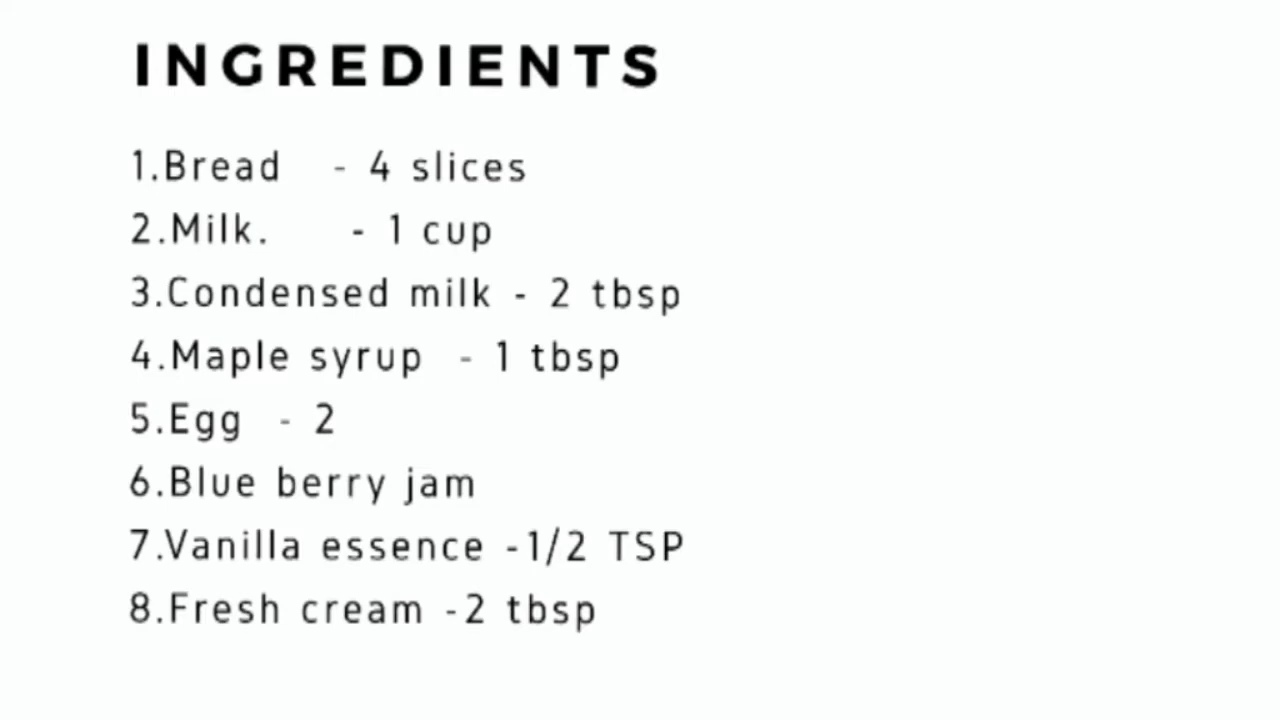 INGREDIENTS
1.Bread - 4 slices
2.Milk. - 1 cup
3.Condensed milk - 2 tbsp
4.Maple syrup - 1 tbsp
5.Egg - 2
6.Blue berry jam
7.Vanilla essence -1/2 TSP
8.Fresh cream -2 tbsp